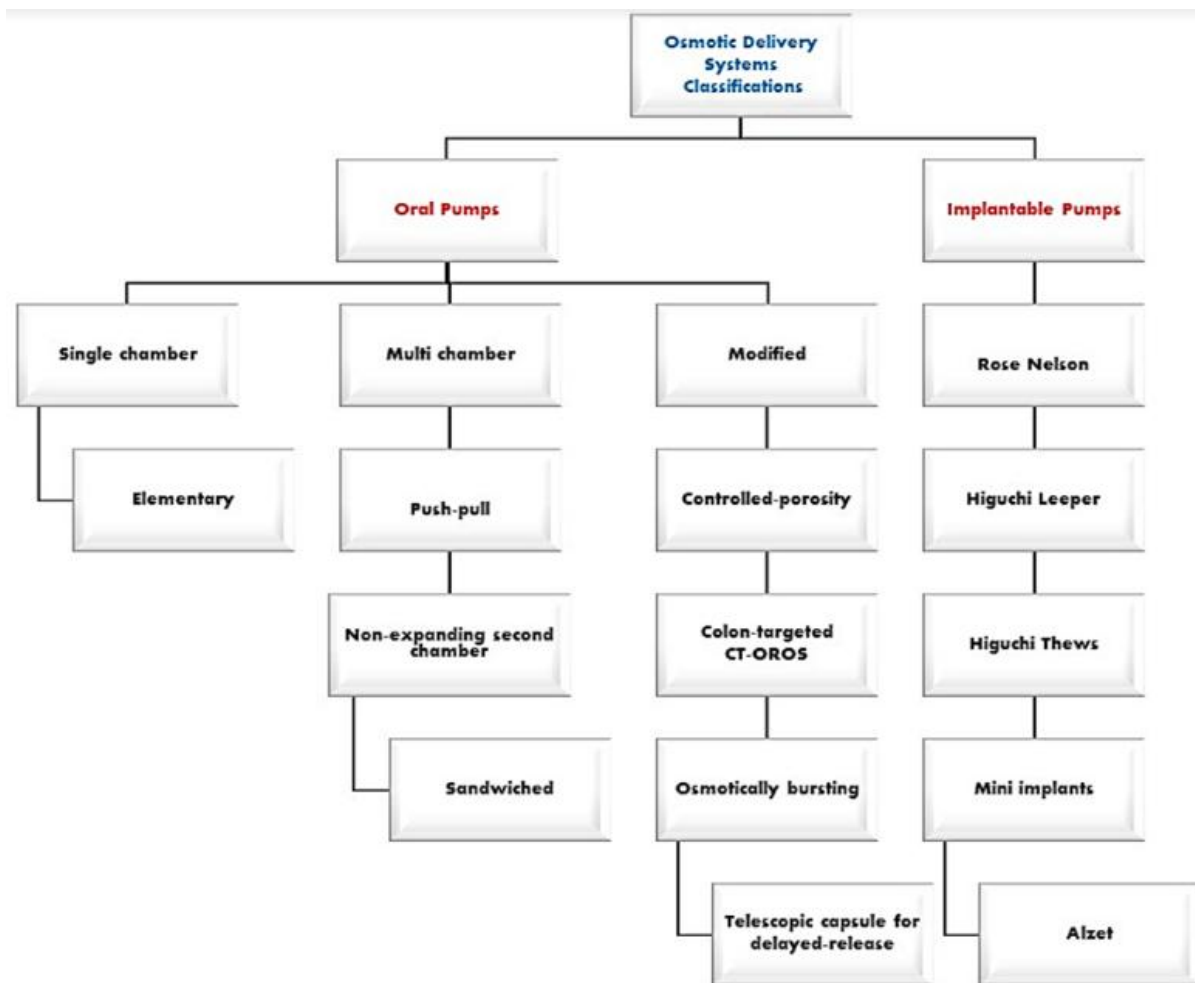 Osmotic Delivery
Systems
Classifications
Oral Pumps
Implantable Pumps
Single chamber
Multi chamber
Modified
Rose Nelson
Elementary
Push-pull
Controlled-porosity
Higuchi Leeper
Non-expanding second
chamber
Colon-targeted
CT-OROS
Higuchi Thews
Sandwiched
Osmotically bursting
Mini implants
Telescopic capsule for
delayed-release
Alzet